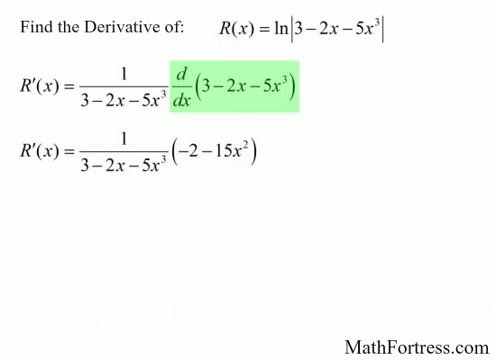 Find the Derivative of: R(x) = ln|3 − 2x − 5x³|
R′(x) = 1/(3 − 2x − 5x³) d/dx (3 − 2x − 5x³)
R′(x) = 1/(3 − 2x − 5x³) (−2 − 15x²)
MathFortress.com